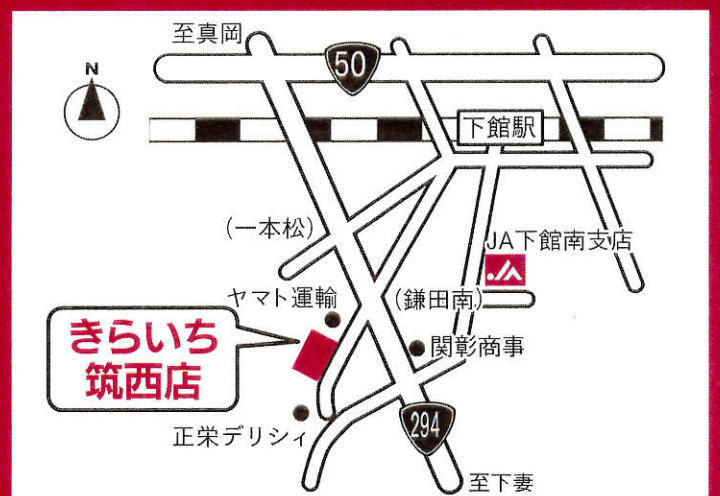 至真岡
N
50
下館駅
(一本松)
JA下館南支店
JA
ヤマト運輸
(鎌田南)
きらいち
筑西店
関彰商事
正栄デリシィ
294
至下妻